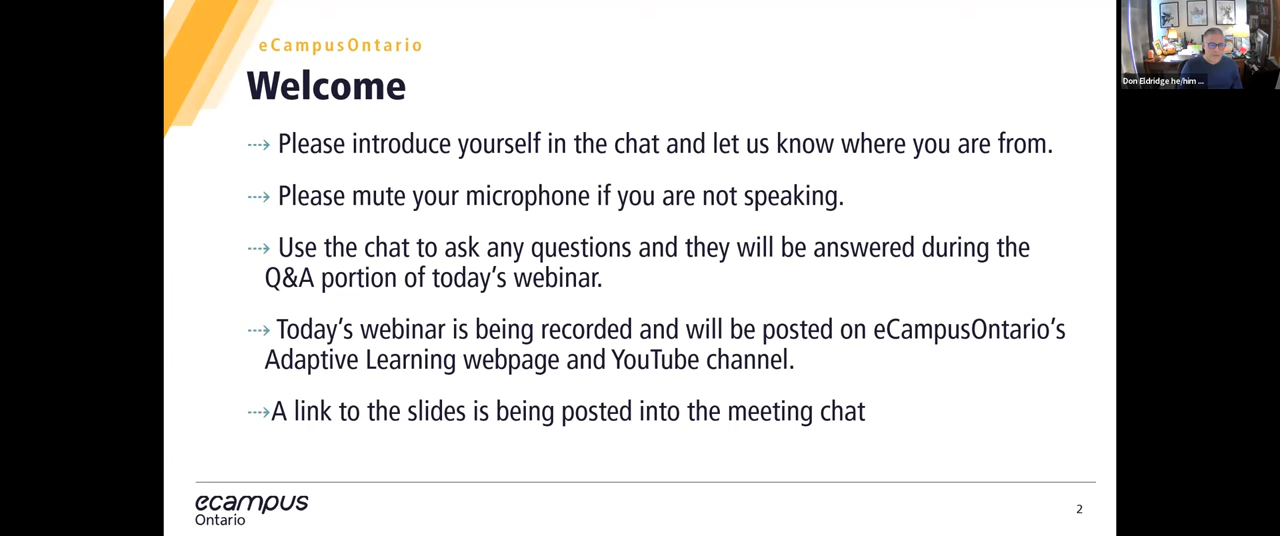 eCampusOntario
Welcome
⤑ Please introduce yourself in the chat and let us know where you are from.
⤑ Please mute your microphone if you are not speaking.
⤑ Use the chat to ask any questions and they will be answered during the
Q&A portion of today’s webinar.
⤑ Today’s webinar is being recorded and will be posted on eCampusOntario’s
Adaptive Learning webpage and YouTube channel.
⤑A link to the slides is being posted into the meeting chat
ecampus
Ontario
2
Don Eldridge he/him ...